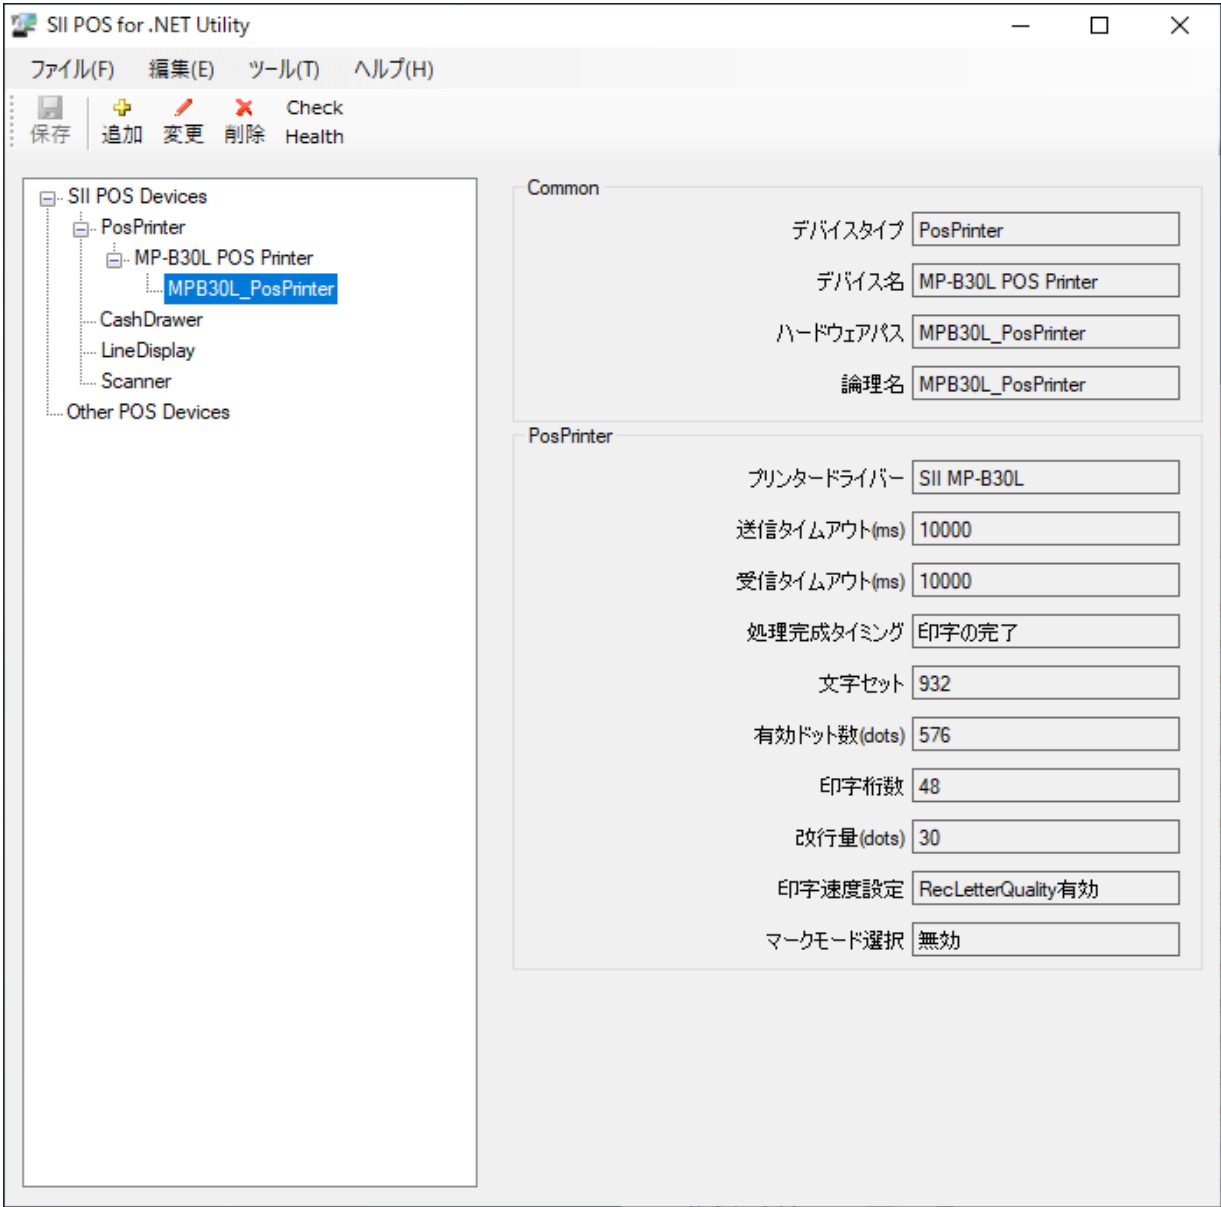 SII POS for .NET Utility
ファイル(F) 編集(E) ツール(T) ヘルプ(H)
保存 追加 変更 削除 Check Health
SII POS Devices
PosPrinter
MP-B30L POS Printer
MPB30L_PosPrinter
CashDrawer
LineDisplay
Scanner
Other POS Devices
Common
デバイスタイプ PosPrinter
デバイス名 MP-B30L POS Printer
ハードウェアパス MPB30L_PosPrinter
論理名 MPB30L_PosPrinter
PosPrinter
プリンタードライバー SII MP-B30L
送信タイムアウト(ms) 10000
受信タイムアウト(ms) 10000
処理完成タイミング 印字の完了
文字セット 932
有効ドット数(dots) 576
印字桁数 48
改行量(dots) 30
印字速度設定 RecLetterQuality有効
マークモード選択 無効